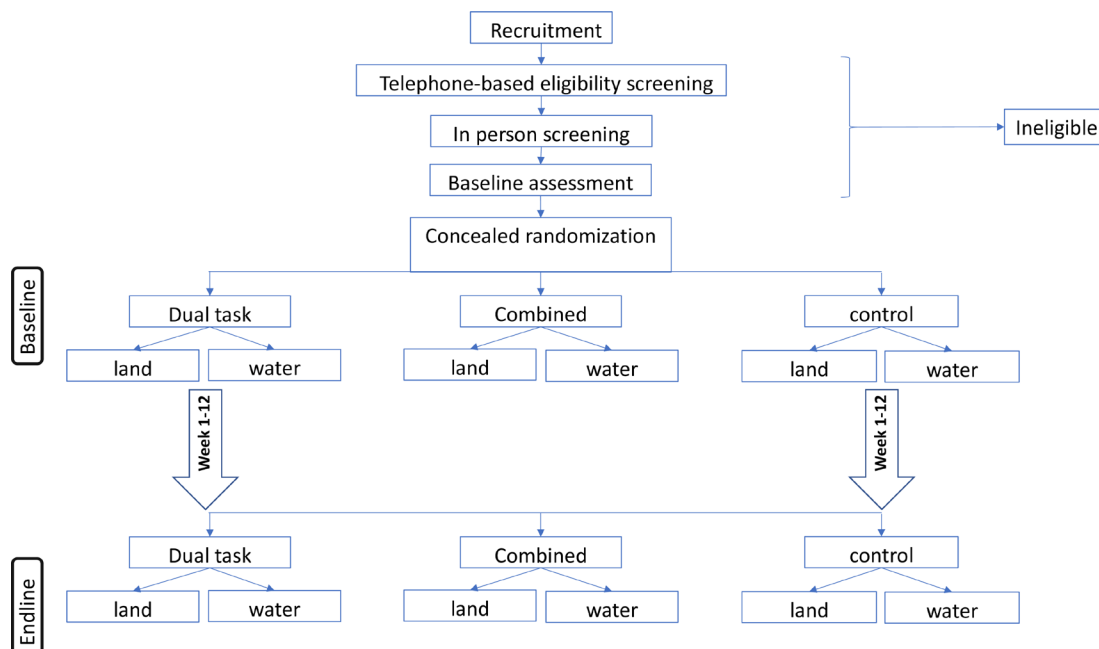 Recruitment
Telephone-based eligibility screening
In person screening
Ineligible
Baseline assessment
Concealed randomization
Baseline
Dual task
Combined
control
land
water
land
water
land
water
Week 1-12
Week 1-12
Endline
Dual task
Combined
control
land
water
land
water
land
water